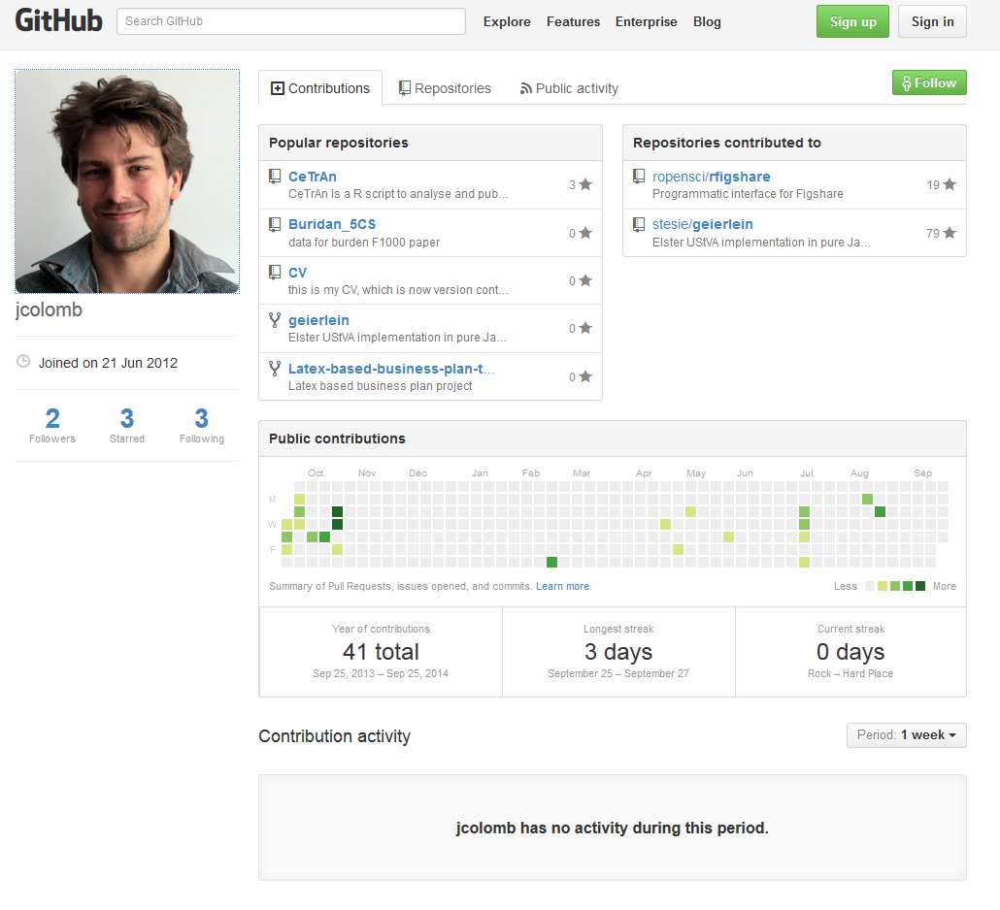 GitHub
Search GitHub
Explore Features Enterprise Blog
Sign up Sign in
jcolomb
Joined on 21 Jun 2012
2 3 3
Followers Starred Following
Contributions Repositories Public activity
Follow
Popular repositories
CeTrAn
CeTrAn is a R script to analyse and pub…
3
Buridan_5CS
data for burden F1000 paper
0
CV
this is my CV, which is now version cont…
0
geierlein
Elster UStVA implementation in pure Ja…
0
Latex-based-business-plan-t…
Latex based business plan project
0
Repositories contributed to
ropensci/rfigshare
Programmatic interface for Figshare
19
stesie/geierlein
Elster UStVA implementation in pure Ja…
79
Public contributions
Oct Nov Dec Jan Feb Mar Apr May Jun Jul Aug Sep
M
W
F
Summary of Pull Requests, issues opened, and commits. Learn more.
Less More
Year of contributions
41 total
Sep 25, 2013 – Sep 25, 2014
Longest streak
3 days
September 25 – September 27
Current streak
0 days
Rock – Hard Place
Contribution activity
Period: 1 week
jcolomb has no activity during this period.